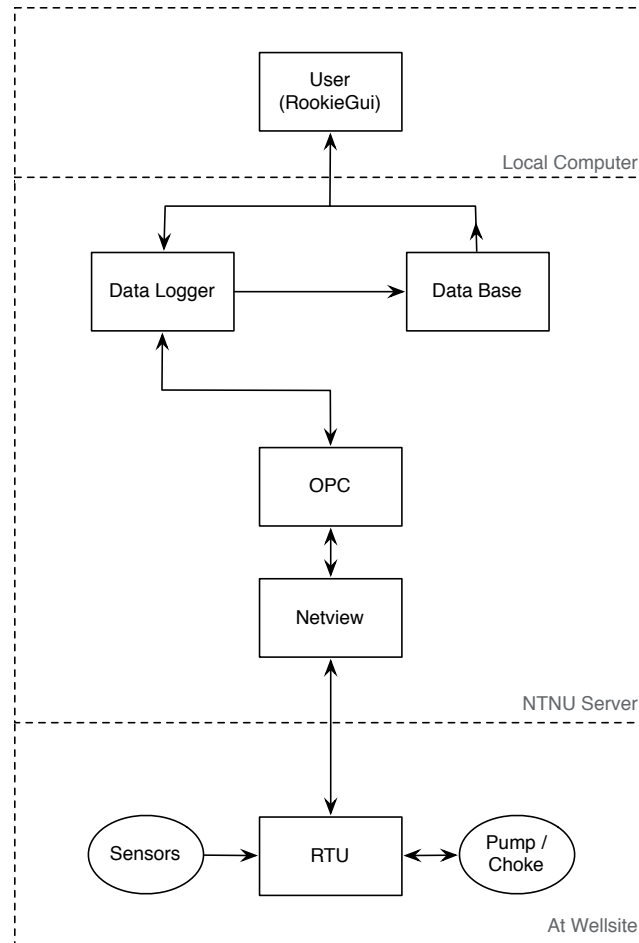 User
(RookieGui)
Local Computer
Data Logger
Data Base
OPC
Netview
NTNU Server
Sensors
RTU
Pump /
Choke
At Wellsite